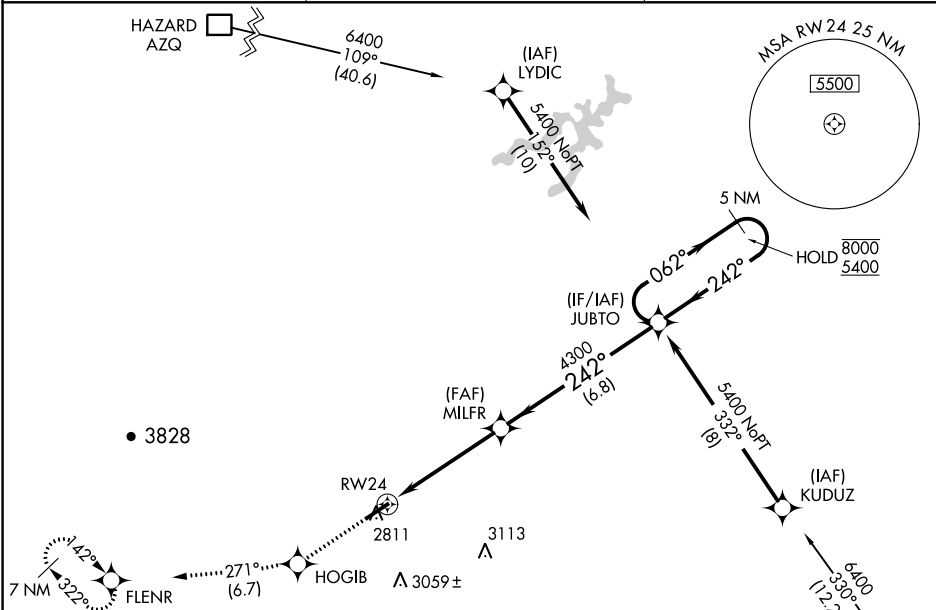 HAZARD
AZQ
6400
109°
(40.6)
(IAF)
LYDIC
5400 NoPT
152°
(10)
MSA RW24 25 NM
5500
5 NM
HOLD
8000
5400
062°
242°
(IF/IAF)
JUBTO
4300
242°
(6.8)
(FAF)
MILFR
5400 NoPT
332°
(8)
(IAF)
KUDUZ
6400
330°
3828
RW24
2811
3113
3059±
HOGIB
271°
(6.7)
FLENR
142°
322°
7 NM